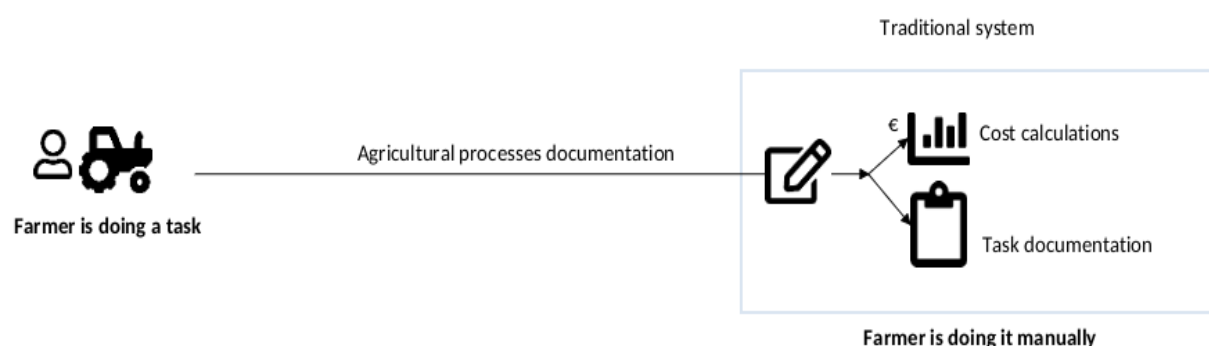 Traditional system
€
Cost calculations
Agricultural processes documentation
Farmer is doing a task
Task documentation
Farmer is doing it manually